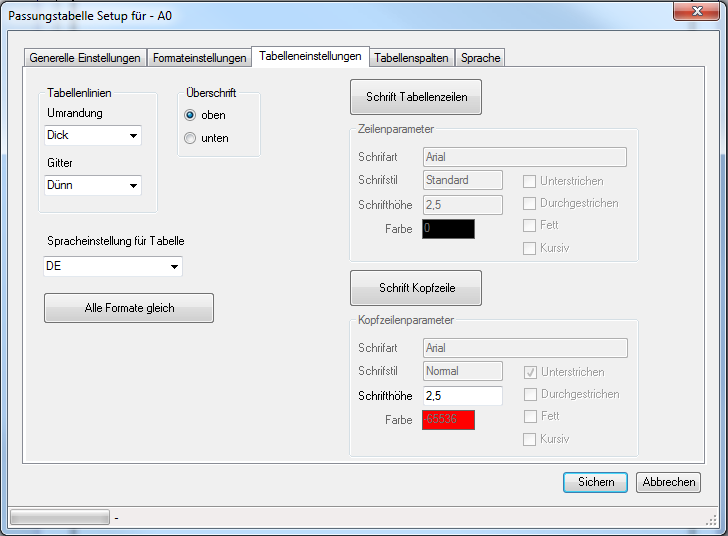 Passungstabelle Setup für - A0
Generelle Einstellungen Formateinstellungen Tabelleneinstellungen Tabellenspalten Sprache
Tabellenlinien
Umrandung
Dick
Gitter
Dünn
Überschrift
oben
unten
Spracheinstellung für Tabelle
DE
Alle Formate gleich
Schrift Tabellenzeilen
Zeilenparameter
Schrifart Arial
Schrifstil Standard
Schrifthöhe 2,5
Farbe 0
Unterstrichen
Durchgestrichen
Fett
Kursiv
Schrift Kopfzeile
Kopfzeilenparameter
Schrifart Arial
Schrifstil Normal
Schrifthöhe 2,5
Farbe -65536
Unterstrichen
Durchgestrichen
Fett
Kursiv
Sichern Abbrechen
-